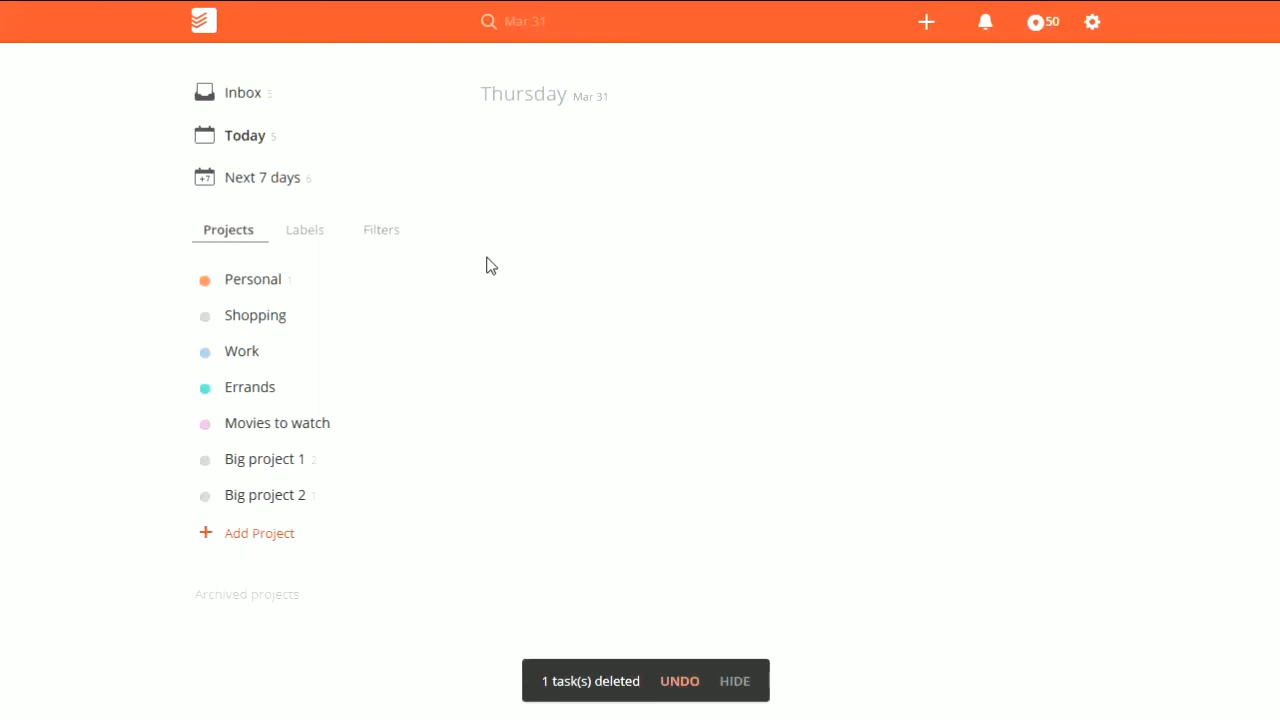 Mar 31
50
Inbox 5
Thursday Mar 31
Today 5
+7
Next 7 days 6
Projects Labels Filters
Personal 1
Shopping
Work
Errands
Movies to watch
Big project 1 2
Big project 2 1
+ Add Project
Archived projects
1 task(s) deleted UNDO HIDE